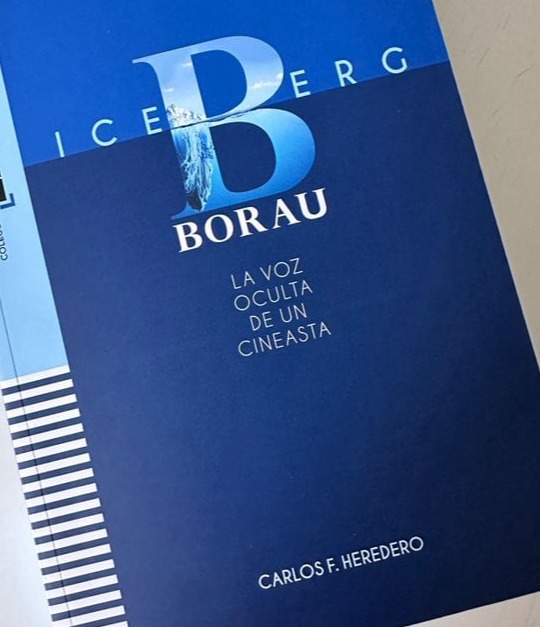 ICEBERG
BORAU
LA VOZ
OCULTA
DE UN
CINEASTA
CARLOS F. HEREDERO